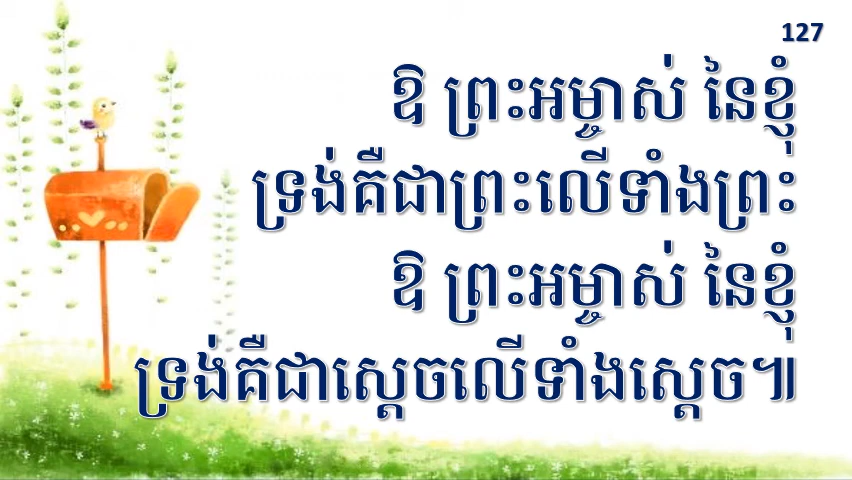 127
ឱ ព្រះអម្ចាស់ នៃខ្ញុំ
ទ្រង់គឺជាព្រះលើទាំងព្រះ
ឱ ព្រះអម្ចាស់ នៃខ្ញុំ
ទ្រង់គឺជាស្ដេចលើទាំងស្ដេច៕